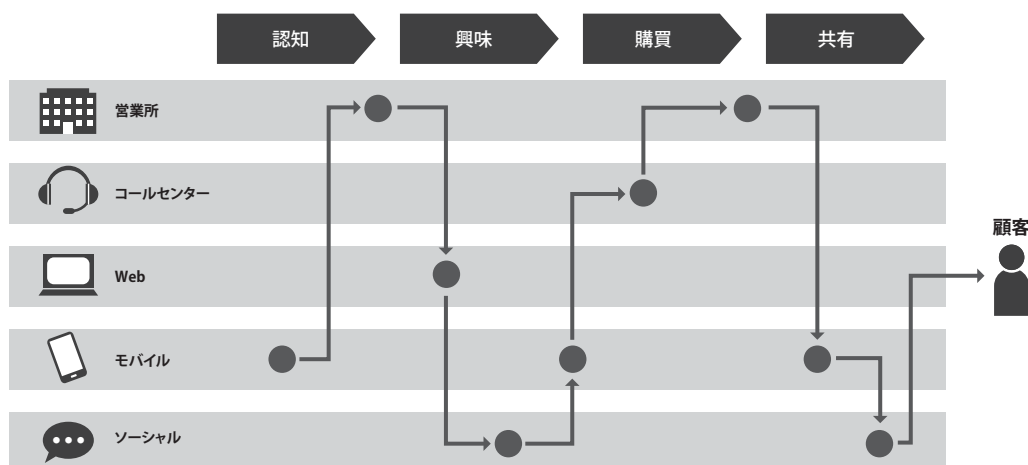 認知
興味
購買
共有
営業所
コールセンター
Web
モバイル
ソーシャル
顧客